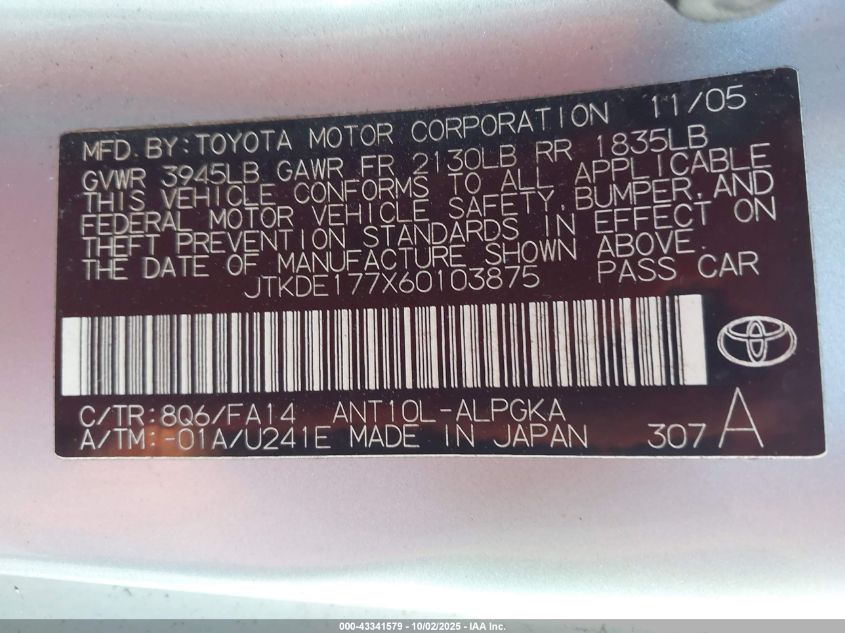 MFD. BY: TOYOTA MOTOR CORPORATION 11/05
GVWR 3945LB GAWR FR 2130LB RR 1835LB
THIS VEHICLE CONFORMS TO ALL APPLICABLE
FEDERAL MOTOR VEHICLE SAFETY, BUMPER, AND
THEFT PREVENTION STANDARDS IN EFFECT ON
THE DATE OF MANUFACTURE SHOWN ABOVE.
JTKDE177X60103875 PASS CAR
C/TR:8Q6/FA14 ANT10L-ALPGKA
A/TM:-01A/U241E MADE IN JAPAN 307 A
000-43341579 - 10/02/2025 - IAA Inc.